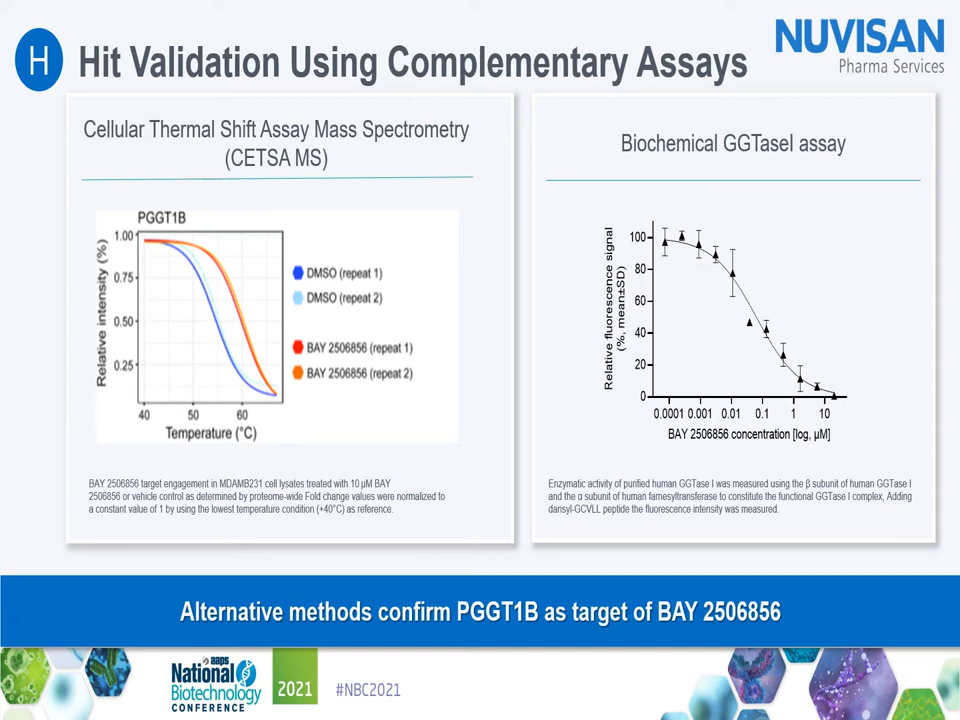 H Hit Validation Using Complementary Assays
NUVISAN
Pharma Services
Cellular Thermal Shift Assay Mass Spectrometry
(CETSA MS)
PGGT1B
Relative intensity (%)
1.00
0.75
0.50
0.25
40 50 60
Temperature (°C)
DMSO (repeat 1)
DMSO (repeat 2)
BAY 2506856 (repeat 1)
BAY 2506856 (repeat 2)
BAY 2506856 target engagement in MDAMB231 cell lysates treated with 10 µM BAY
2506856 or vehicle control as determined by proteome-wide Fold change values were normalized to
a constant value of 1 by using the lowest temperature condition (+40°C) as reference.
Biochemical GGTaseI assay
Relative fluorescence signal
(%, mean±SD)
100
80
60
40
20
0
0.0001 0.001 0.01 0.1 1 10
BAY 2506856 concentration [log, µM]
Enzymatic activity of purified human GGTase I was measured using the β subunit of human GGTase I
and the α subunit of human farnesyltransferase to constitute the functional GGTase I complex, Adding
dansyl-GCVLL peptide the fluorescence intensity was measured.
Alternative methods confirm PGGT1B as target of BAY 2506856
aaps
National
Biotechnology
CONFERENCE
2021
#NBC2021